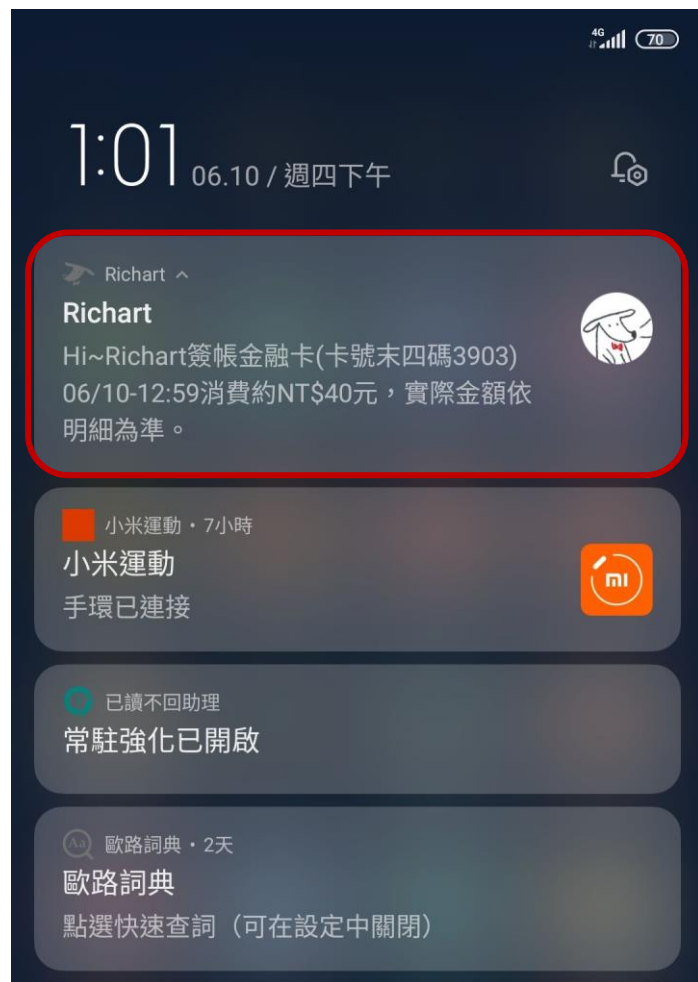 4G
70
1:01 06.10 / 週四下午
Richart
Richart
Hi~Richart簽帳金融卡(卡號末四碼3903)
06/10-12:59消費約NT$40元，實際金額依
明細為準。
小米運動・7小時
小米運動
手環已連接
已讀不回助理
常駐強化已開啟
Aa 歐路詞典・2天
歐路詞典
點選快速查詞（可在設定中關閉）